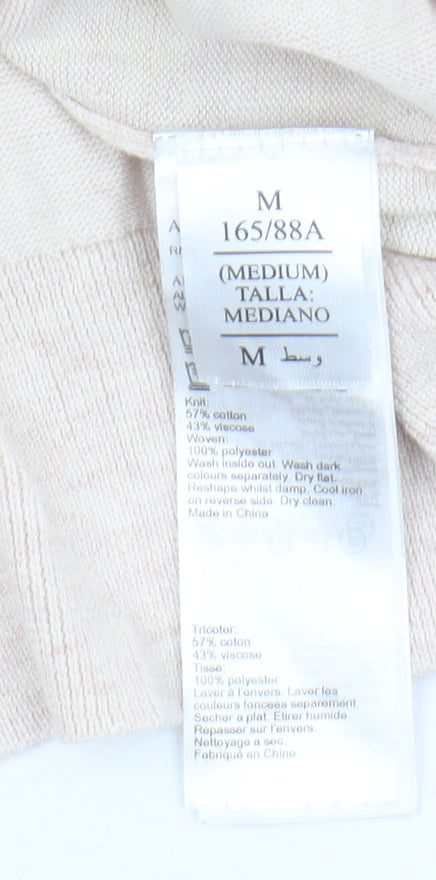 M
165/88A
(MEDIUM)
TALLA:
MEDIANO
M وسط
Knit:
57% cotton
43% viscose
Woven:
100% polyester
Wash inside out. Wash dark
colours separately. Dry flat.
Reshape whilst damp. Cool iron
on reverse side. Dry clean.
Made in China
Tricoter:
57% coton
43% viscose
Tissé:
100% polyester
Laver à l'envers. Laver les
couleurs foncées séparement.
Sécher a plat. Étirer humide.
Repasser sur l'envers.
Nettoyage a sec.
Fabriqué en Chine